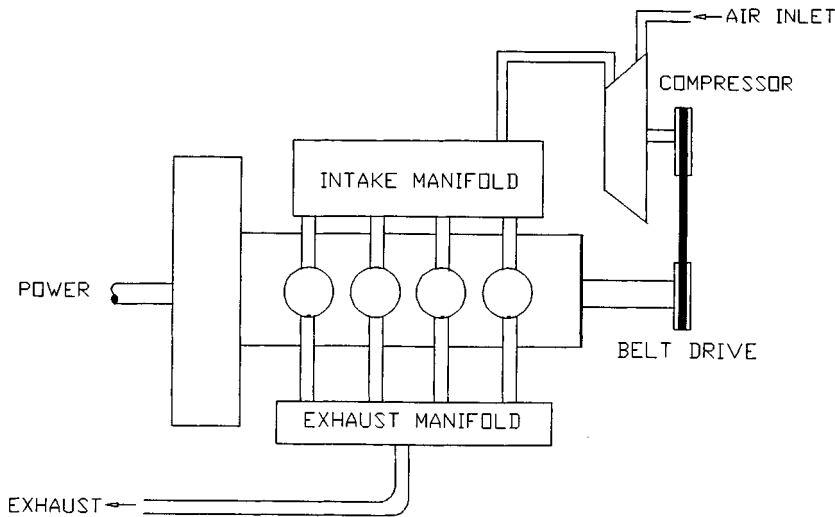 AIR INLET
COMPRESSOR
INTAKE MANIFOLD
POWER
BELT DRIVE
EXHAUST MANIFOLD
EXHAUST